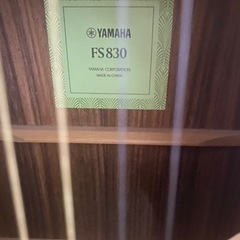 YAMAHA
FS830
YAMAHA CORPORATION
MADE IN CHINA